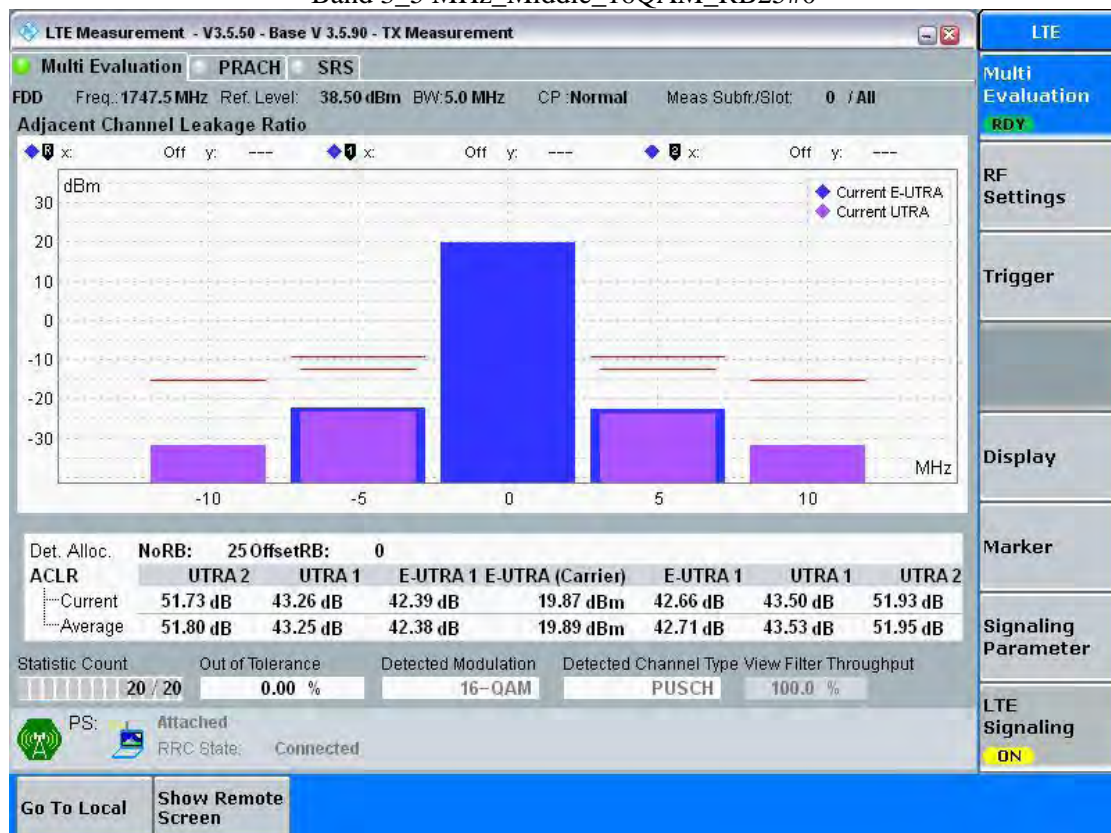 LTE Measurement - V3.5.50 - Base V 3.5.90 - TX Measurement
LTE
Multi Evaluation PRACH SRS
FDD Freq.: 1747.5 MHz Ref. Level: 38.50 dBm BW: 5.0 MHz CP :Normal Meas Subfr./Slot: 0 / All
Adjacent Channel Leakage Ratio
R x: Off y: --- 1 x: Off y: --- 2 x: Off y: ---
dBm
Current E-UTRA
Current UTRA
30
20
10
0
-10
-20
-30
MHz
-10 -5 0 5 10
Det. Alloc. NoRB: 25 OffsetRB: 0
ACLR UTRA 2 UTRA 1 E-UTRA 1 E-UTRA (Carrier) E-UTRA 1 UTRA 1 UTRA 2
Current 51.73 dB 43.26 dB 42.39 dB 19.87 dBm 42.66 dB 43.50 dB 51.93 dB
Average 51.80 dB 43.25 dB 42.38 dB 19.89 dBm 42.71 dB 43.53 dB 51.95 dB
Statistic Count Out of Tolerance Detected Modulation Detected Channel Type View Filter Throughput
20 / 20 0.00 % 16-QAM PUSCH 100.0 %
PS: Attached
RRC State: Connected
Multi
Evaluation
RDY
RF
Settings
Trigger
Display
Marker
Signaling
Parameter
LTE
Signaling
ON
Go To Local
Show Remote
Screen